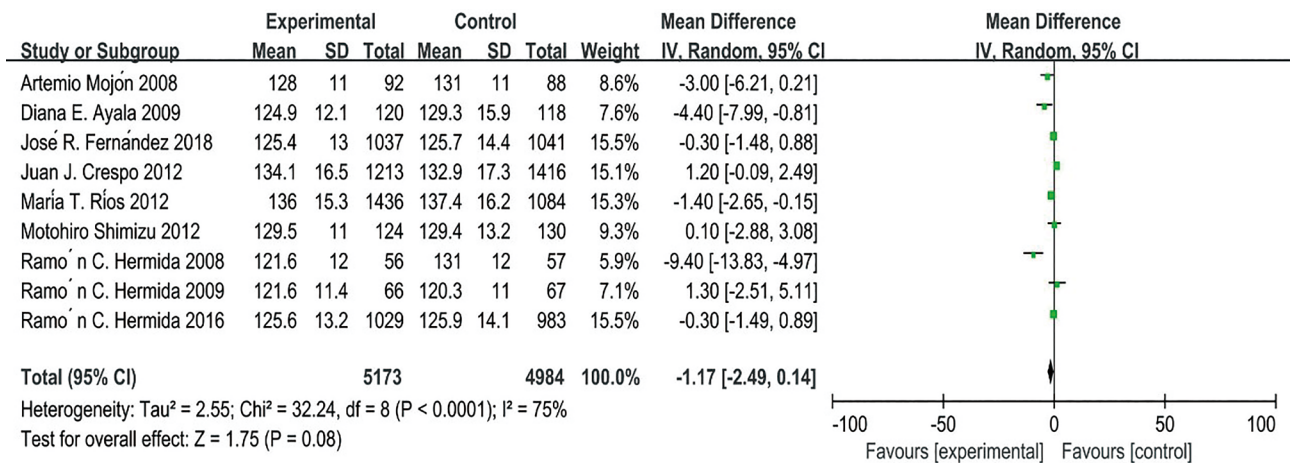 Experimental Control Mean Difference Mean Difference
Study or Subgroup Mean SD Total Mean SD Total Weight IV, Random, 95% CI IV, Random, 95% CI
Artemio Mojón 2008 128 11 92 131 11 88 8.6% -3.00 [-6.21, 0.21]
Diana E. Ayala 2009 124.9 12.1 120 129.3 15.9 118 7.6% -4.40 [-7.99, -0.81]
José R. Fernández 2018 125.4 13 1037 125.7 14.4 1041 15.5% -0.30 [-1.48, 0.88]
Juan J. Crespo 2012 134.1 16.5 1213 132.9 17.3 1416 15.1% 1.20 [-0.09, 2.49]
María T. Ríos 2012 136 15.3 1436 137.4 16.2 1084 15.3% -1.40 [-2.65, -0.15]
Motohiro Shimizu 2012 129.5 11 124 129.4 13.2 130 9.3% 0.10 [-2.88, 3.08]
Ramo´n C. Hermida 2008 121.6 12 56 131 12 57 5.9% -9.40 [-13.83, -4.97]
Ramo´n C. Hermida 2009 121.6 11.4 66 120.3 11 67 7.1% 1.30 [-2.51, 5.11]
Ramo´n C. Hermida 2016 125.6 13.2 1029 125.9 14.1 983 15.5% -0.30 [-1.49, 0.89]
Total (95% CI) 5173 4984 100.0% -1.17 [-2.49, 0.14]
Heterogeneity: Tau² = 2.55; Chi² = 32.24, df = 8 (P < 0.0001); I² = 75%
Test for overall effect: Z = 1.75 (P = 0.08)
-100 -50 0 50 100
Favours [experimental] Favours [control]